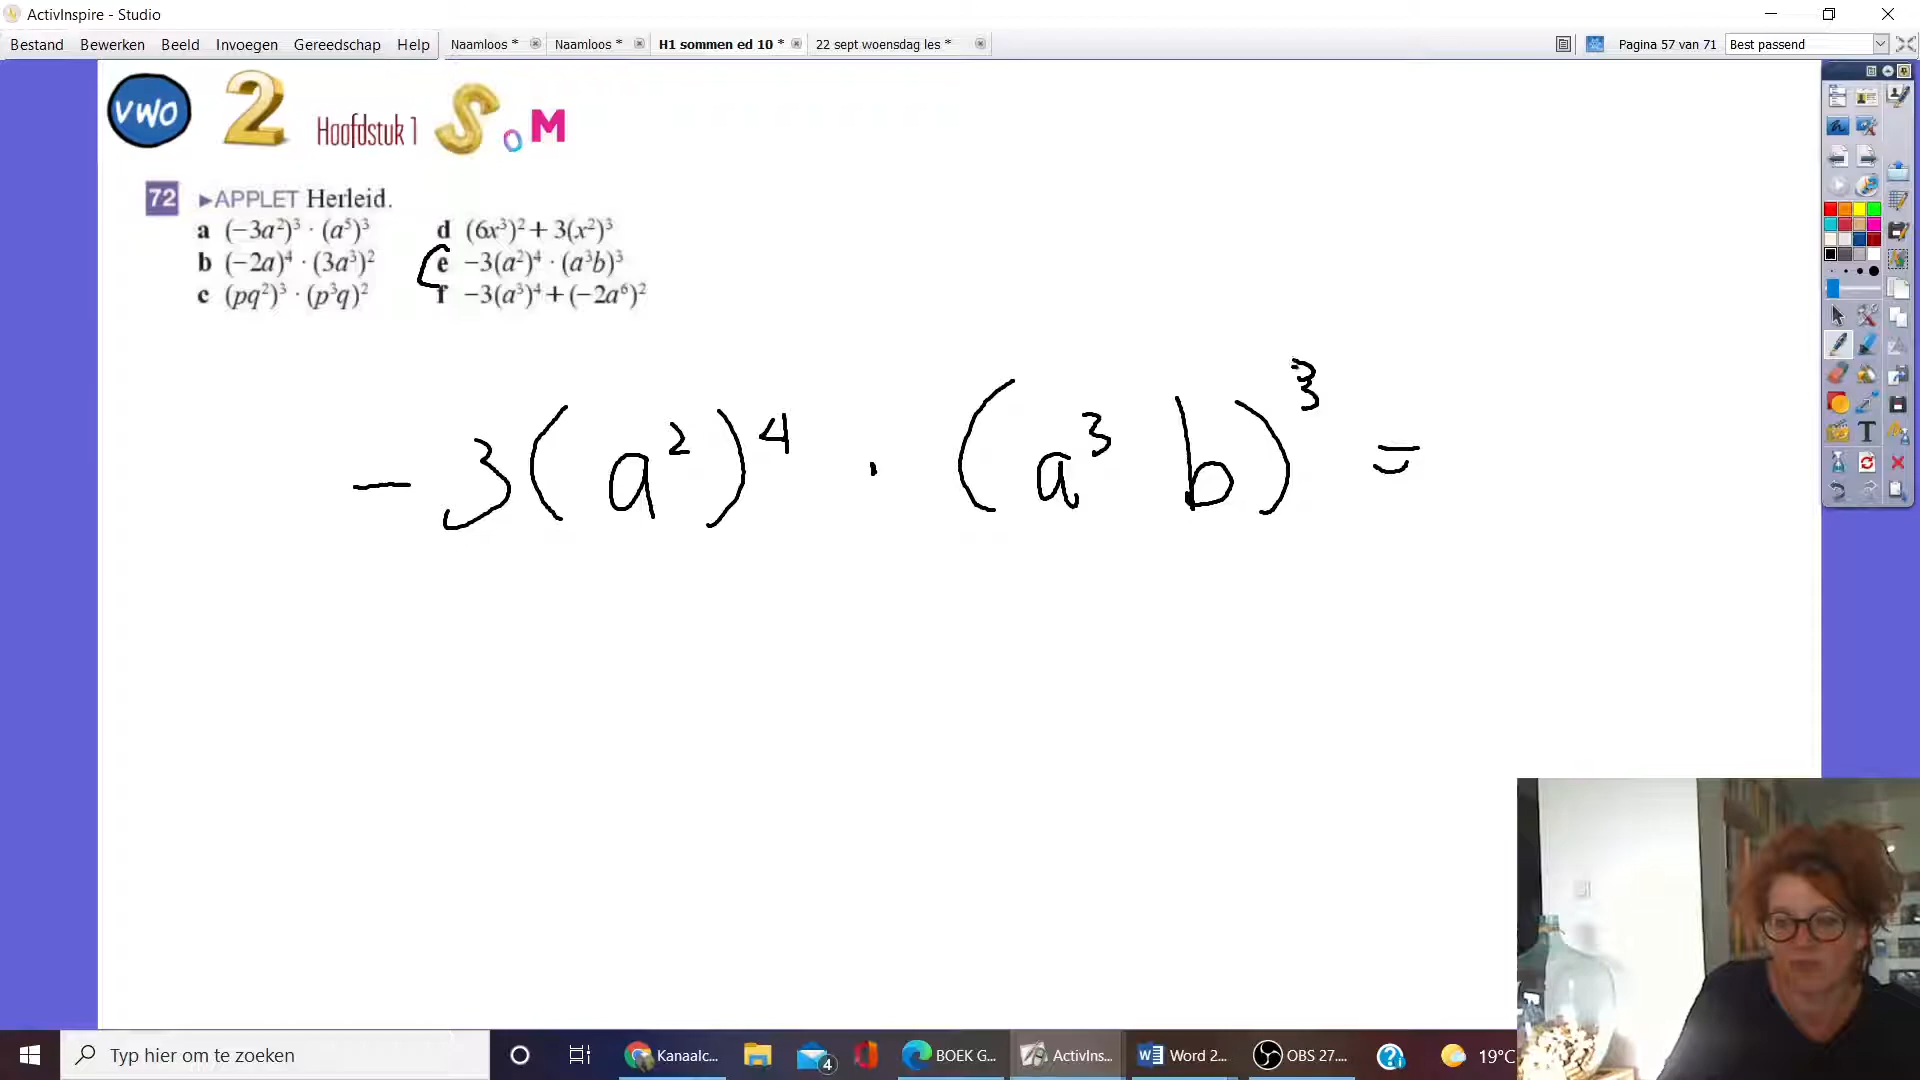 ActivInspire - Studio
Bestand Bewerken Beeld Invoegen Gereedschap Help
Naamloos * Naamloos * H1 sommen ed 10 * 22 sept woensdag les *
Pagina 57 van 71 Best passend
VWO 2 Hoofdstuk 1 SoM
72 ▸APPLET Herleid.
a (−3a²)³ · (a⁵)³
b (−2a)⁴ · (3a³)²
c (pq²)³ · (p³q)²
d (6x³)² + 3(x²)³
e −3(a²)⁴ · (a³b)³
f −3(a³)⁴ + (−2a⁶)²
−3(a²)⁴ · (a³ b)³ =
Typ hier om te zoeken
Kanaalc...
4
BOEK G...
ActivIns...
Word 2...
OBS 27....
19°C